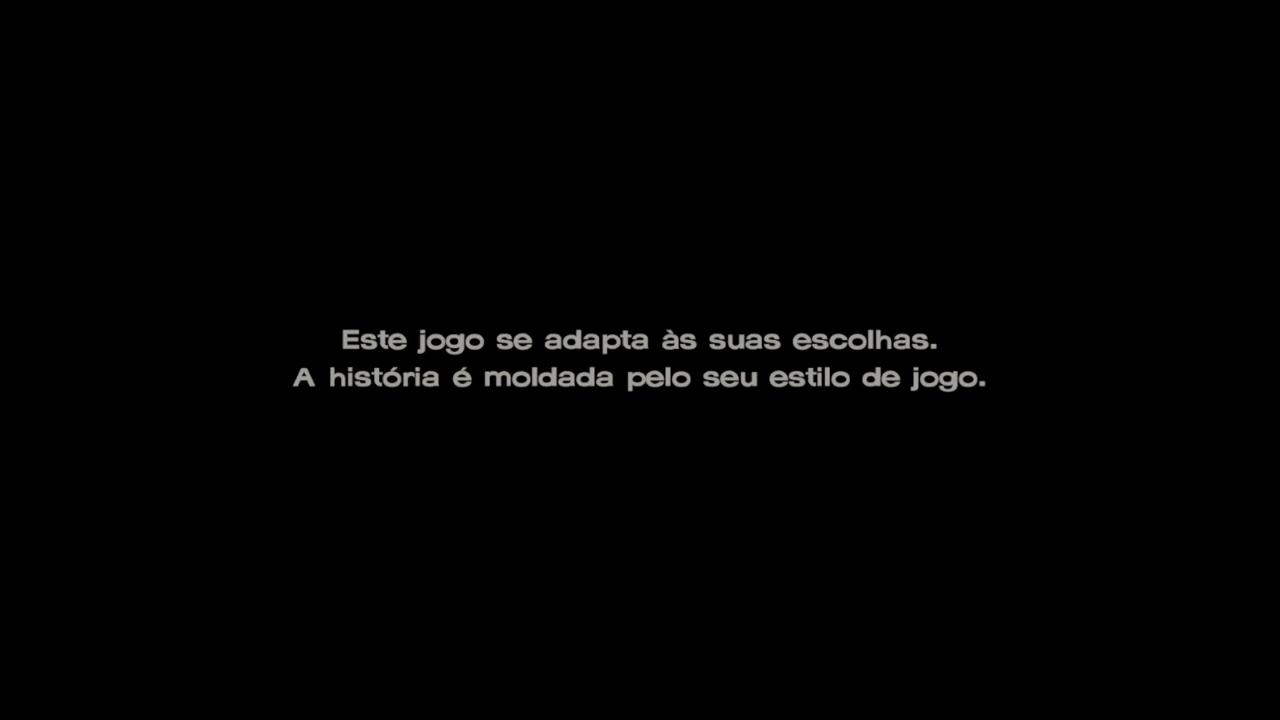 Este jogo se adapta às suas escolhas.
A história é moldada pelo seu estilo de jogo.